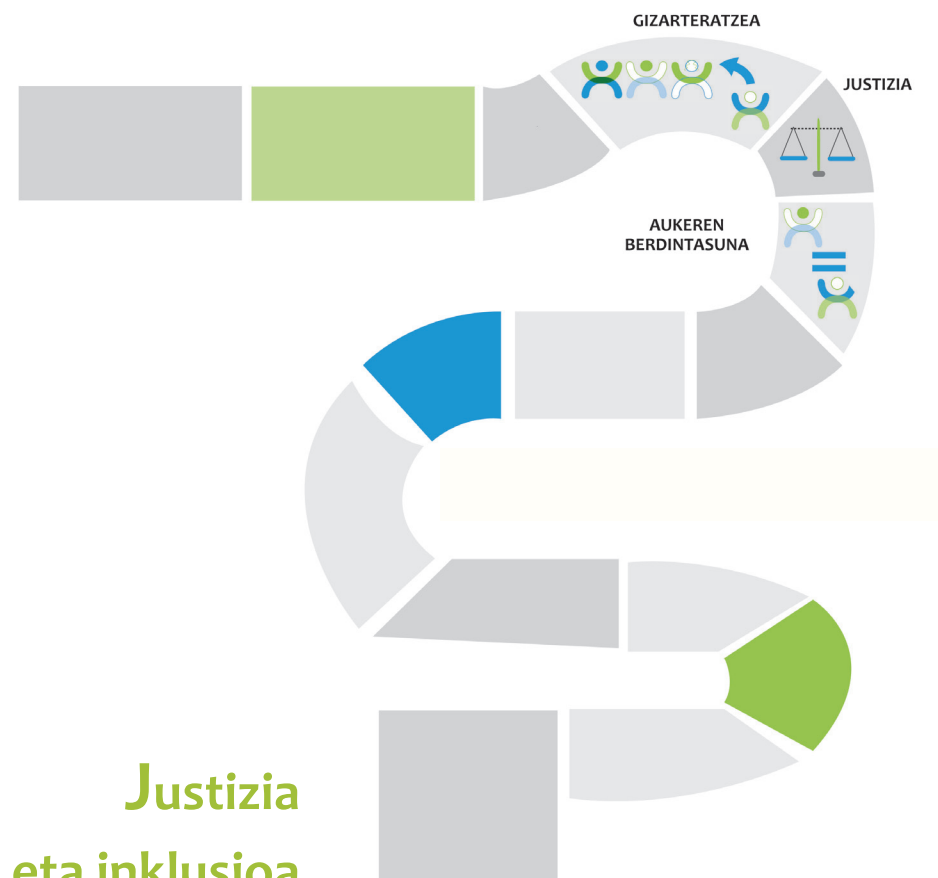 GIZARTERATZEA
JUSTIZIA
AUKEREN
BERDINTASUNA
Justizia
eta inklusioa